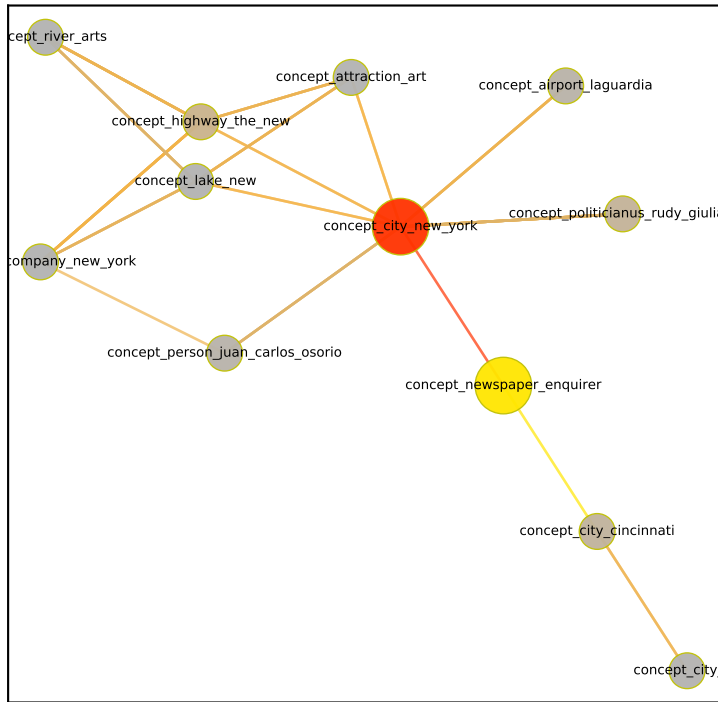 cept_river_arts
concept_attraction_art
concept_airport_laguardia
concept_highway_the_new
concept_lake_new
concept_politicianus_rudy_giulia
concept_city_new_york
company_new_york
concept_person_juan_carlos_osorio
concept_newspaper_enquirer
concept_city_cincinnati
concept_city_